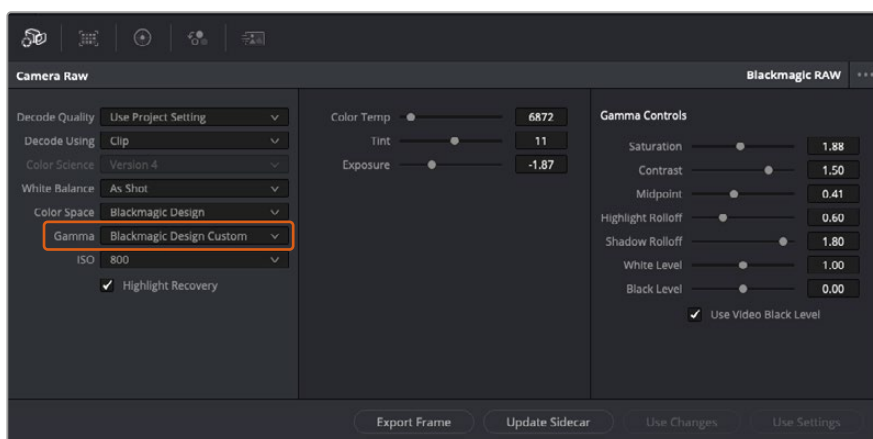 Camera Raw
Blackmagic RAW
Decode Quality Use Project Setting
Decode Using Clip
Color Science Version 4
White Balance As Shot
Color Space Blackmagic Design
Gamma Blackmagic Design Custom
ISO 800
Highlight Recovery
Color Temp 6872
Tint 11
Exposure -1.87
Gamma Controls
Saturation 1.88
Contrast 1.50
Midpoint 0.41
Highlight Rolloff 0.60
Shadow Rolloff 1.80
White Level 1.00
Black Level 0.00
Use Video Black Level
Export Frame
Update Sidecar
Use Changes
Use Settings